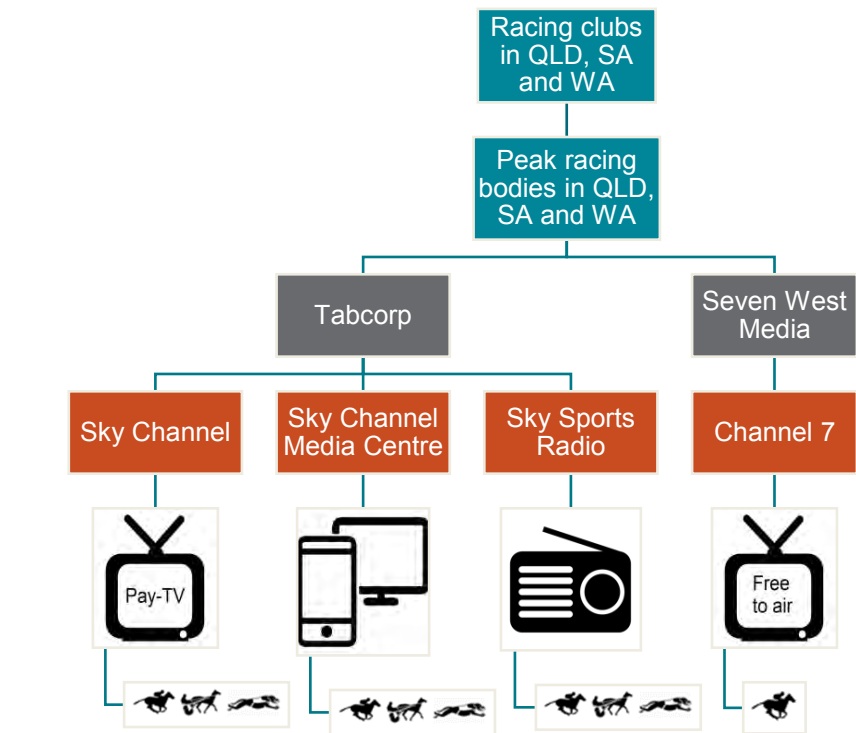 Racing clubs
in QLD, SA
and WA
Peak racing
bodies in QLD,
SA and WA
Tabcorp
Seven West
Media
Sky Channel
Sky Channel
Media Centre
Sky Sports
Radio
Channel 7
Pay-TV
Free
to air